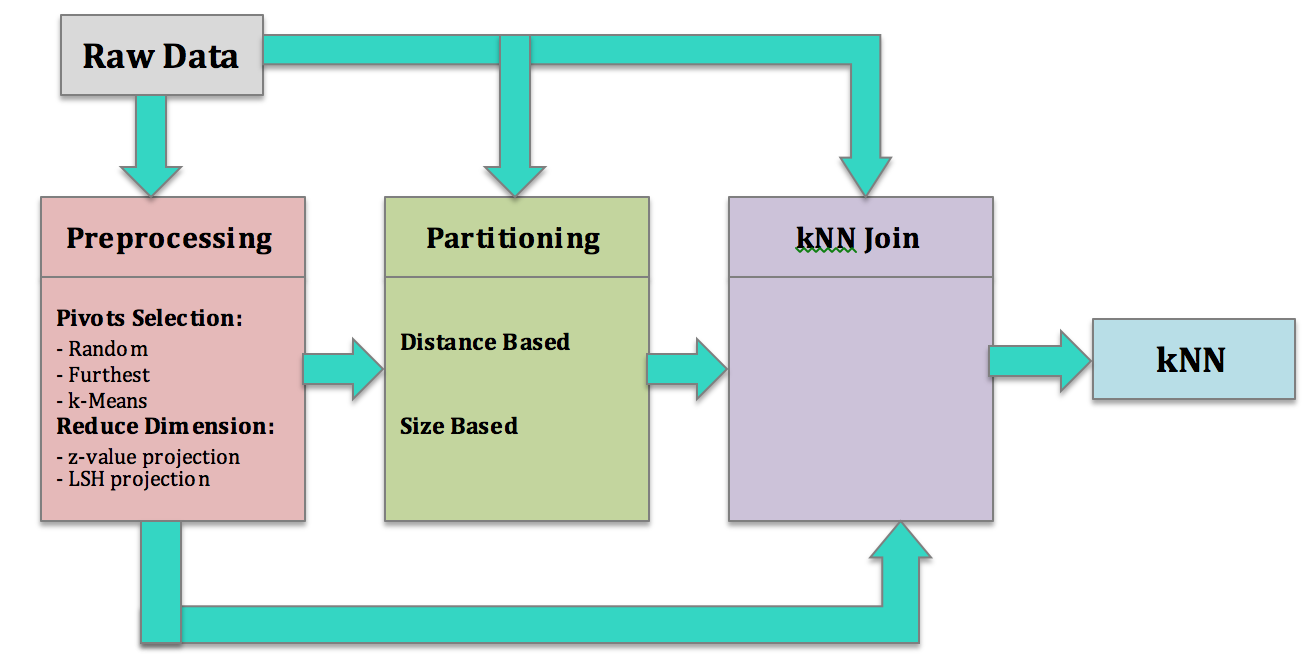 Raw Data
Preprocessing
Pivots Selection:
- Random
- Furthest
- k-Means
Reduce Dimension:
- z-value projection
- LSH projection
Partitioning
Distance Based
Size Based
kNN Join
kNN